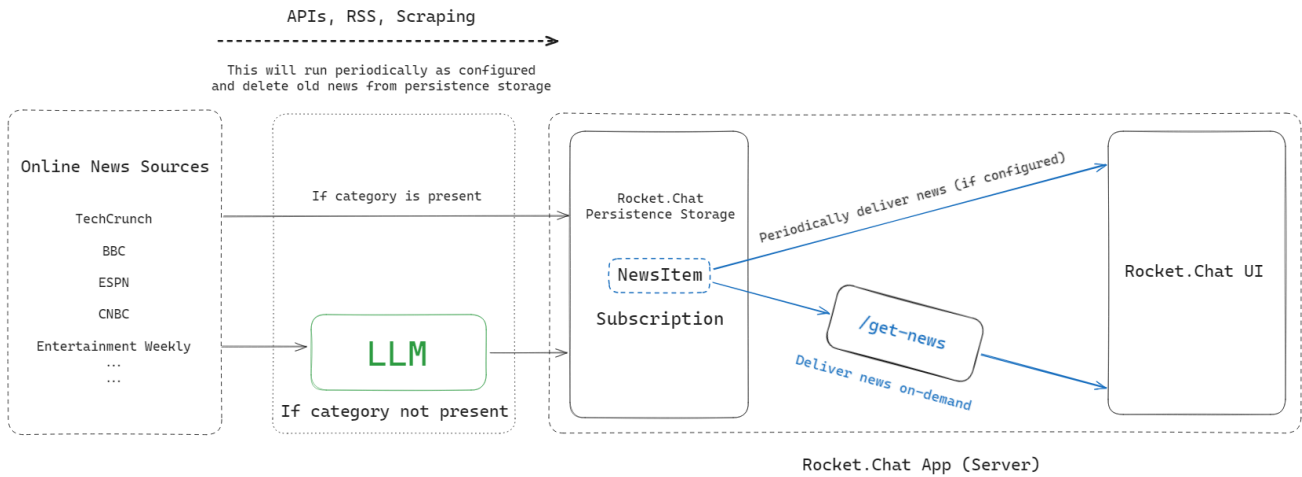 APIs, RSS, Scraping
This will run periodically as configured
and delete old news from persistence storage
Online News Sources
TechCrunch
BBC
ESPN
CNBC
Entertainment Weekly
...
...
If category is present
LLM
If category not present
Rocket.Chat
Persistence Storage
NewsItem
Subscription
Periodically deliver news (if configured)
/get-news
Deliver news on-demand
Rocket.Chat UI
Rocket.Chat App (Server)